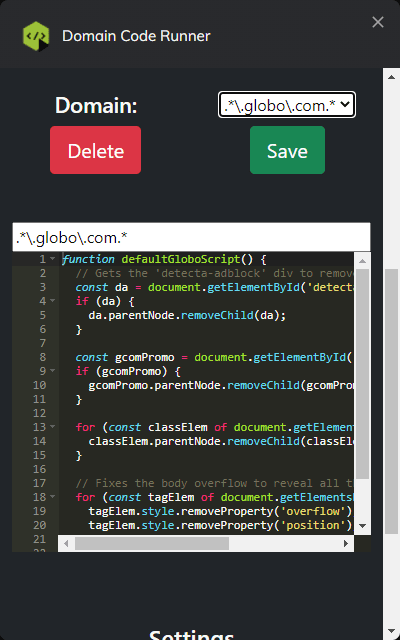 Domain Code Runner
Domain: .*\.globo\.com.*
Delete Save
.*\.globo\.com.*
1 function defaultGloboScript() {
2 // Gets the 'detecta-adblock' div to remove
3 const da = document.getElementById('detecta
4 if (da) {
5 da.parentNode.removeChild(da);
6 }
7
8 const gcomPromo = document.getElementById('
9 if (gcomPromo) {
10 gcomPromo.parentNode.removeChild(gcomProm
11 }
12
13 for (const classElem of document.getElement
14 classElem.parentNode.removeChild(classEle
15 }
16
17 // Fixes the body overflow to reveal all t
18 for (const tagElem of document.getElements
19 tagElem.style.removeProperty('overflow')
20 tagElem.style.removeProperty('position')
21
22
Settings